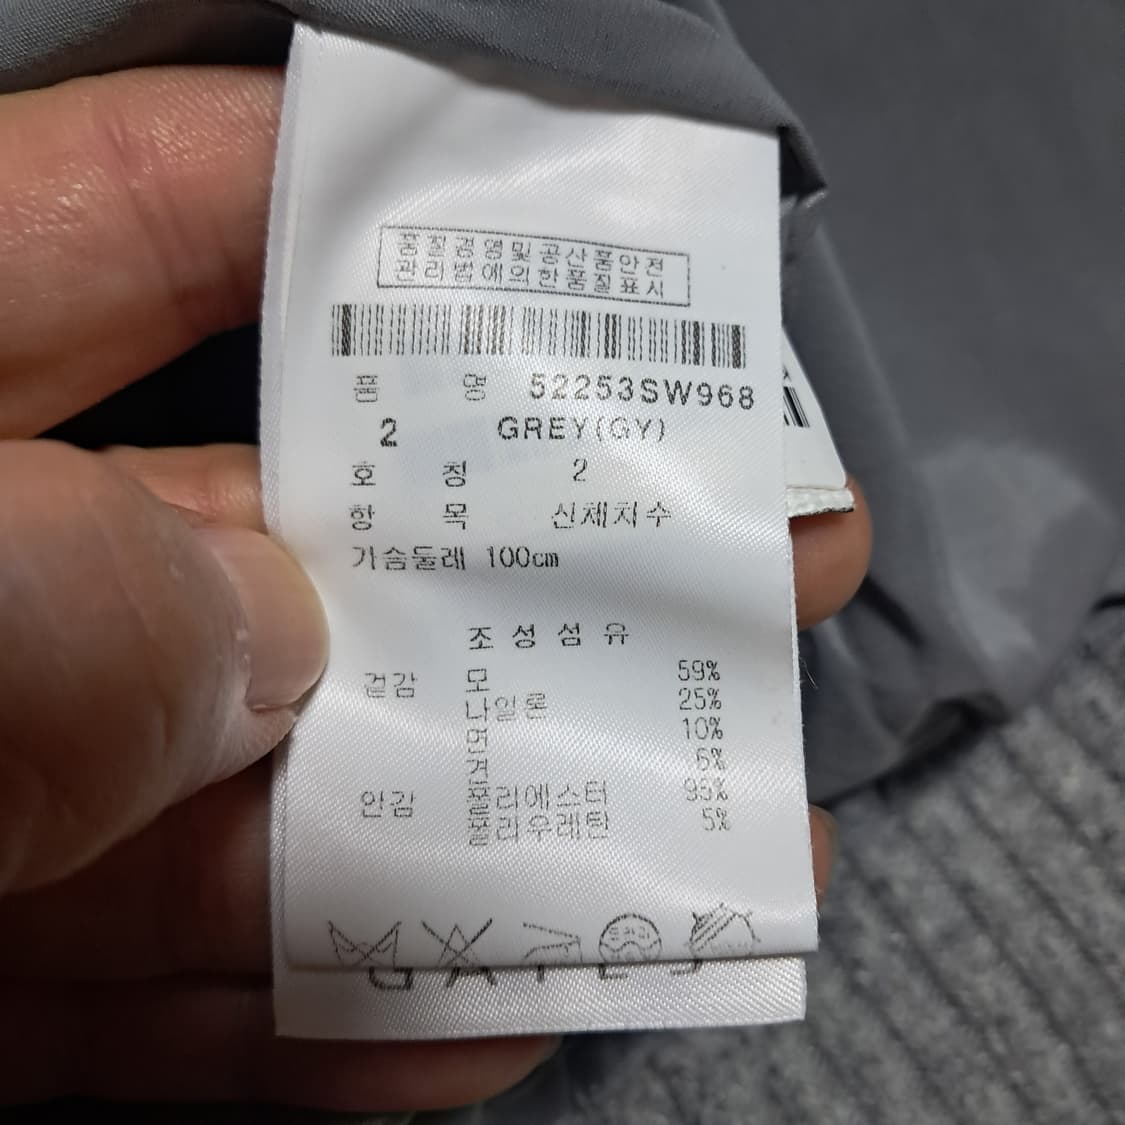 품질경영및공산품안전
관리법에의한품질표시
품 명 52253SW968
2 GREY(GY)
호 칭 2
항 목 신체치수
가슴둘레 100cm
조성섬유
겉감 모 59%
나일론 25%
면 10%
견 6%
안감 폴리에스터 95%
폴리우레탄 5%
드라이